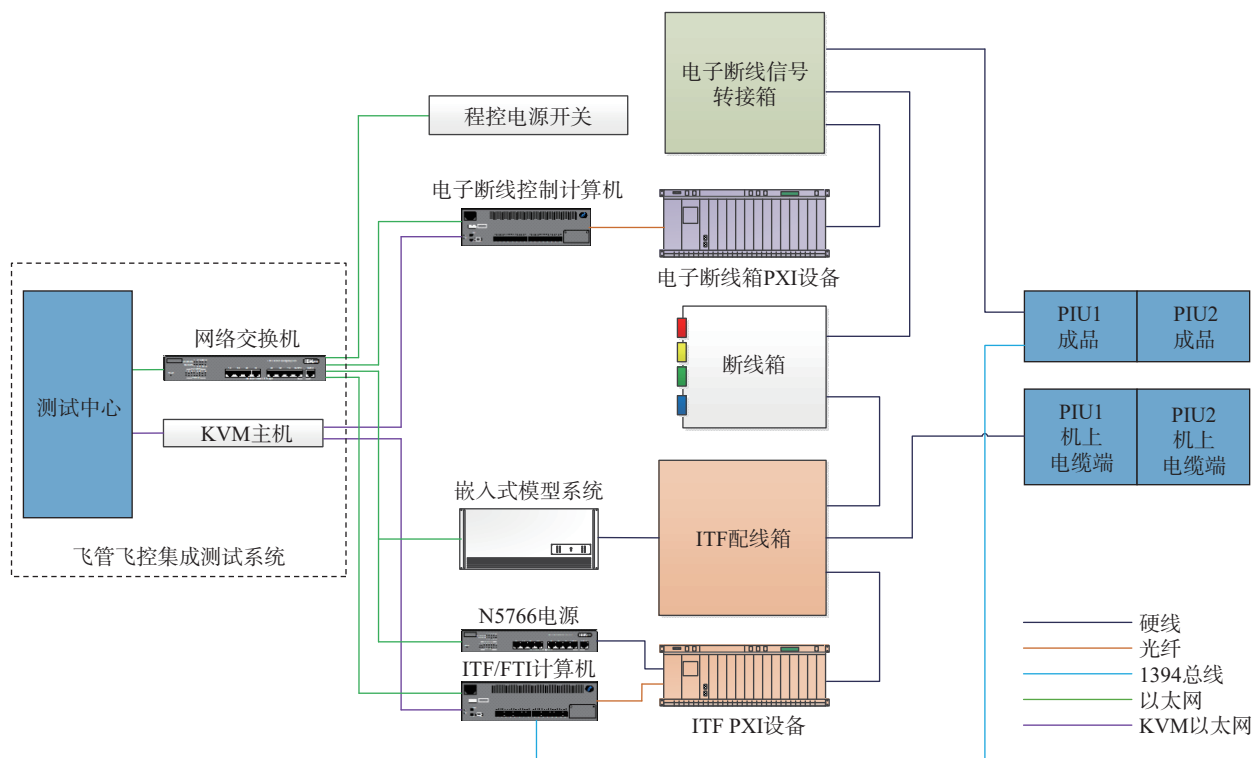 电子断线信号
转接箱
程控电源开关
电子断线控制计算机
电子断线箱PXI设备
网络交换机
测试中心
KVM主机
飞管飞控集成测试系统
断线箱
嵌入式模型系统
ITF配线箱
N5766电源
ITF/FTI计算机
ITF PXI设备
PIU1
成品
PIU2
成品
PIU1
机上
电缆端
PIU2
机上
电缆端
硬线
光纤
1394总线
以太网
KVM以太网